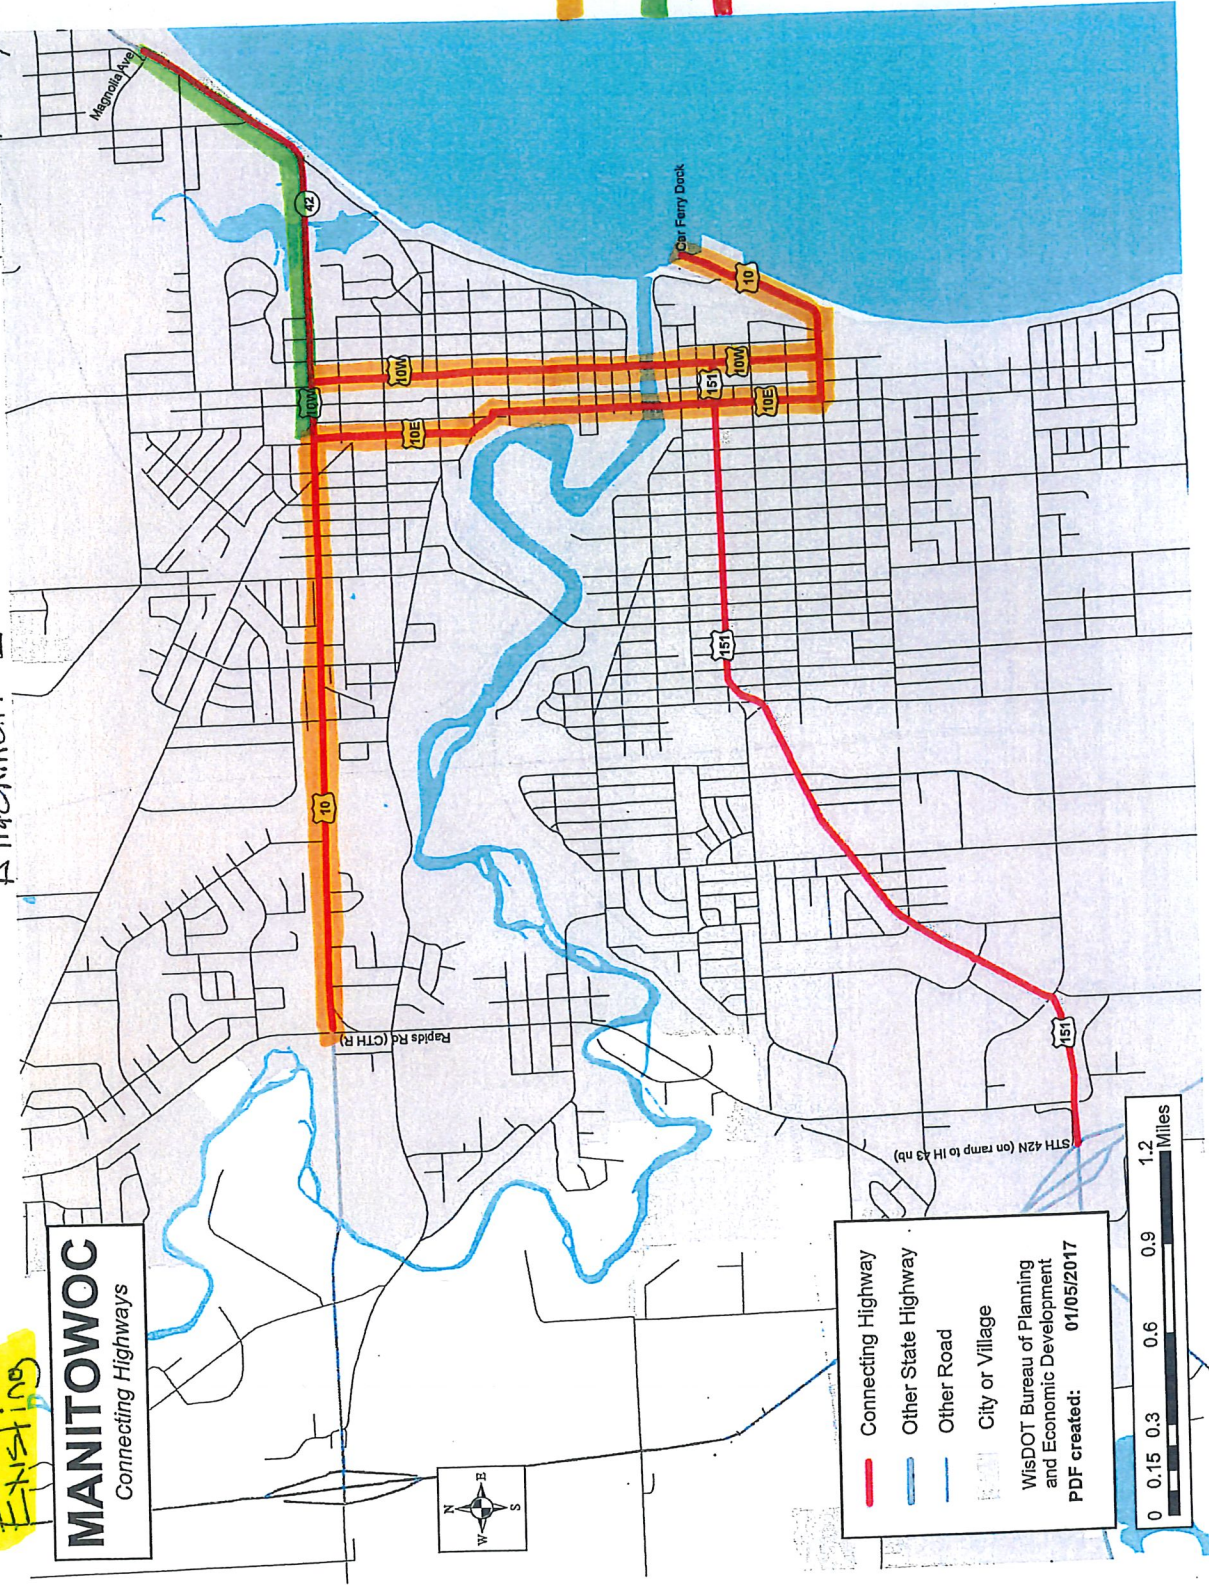 Existing
MANITOWOC
Connecting Highways
Magnolia Ave
42
10W
10W
10E
10
Rapids Rd (CTH R)
Car Ferry Dock
10
10W
151
10E
151
151
STH 42N (on ramp to IH 43 nb)
N
W
E
S
Connecting Highway
Other State Highway
Other Road
City or Village
WisDOT Bureau of Planning
and Economic Development
PDF created: 01/05/2017
0 0.15 0.3 0.6 0.9 1.2
Miles